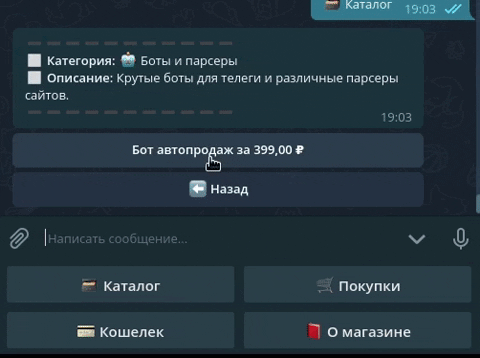 Каталог
19:03
Категория: Боты и парсеры
Описание: Крутые боты для телеги и различные парсеры
сайтов.
19:03
Бот автопродаж за 399,00 ₽
Назад
Написать сообщение...
Каталог
Покупки
Кошелек
О магазине